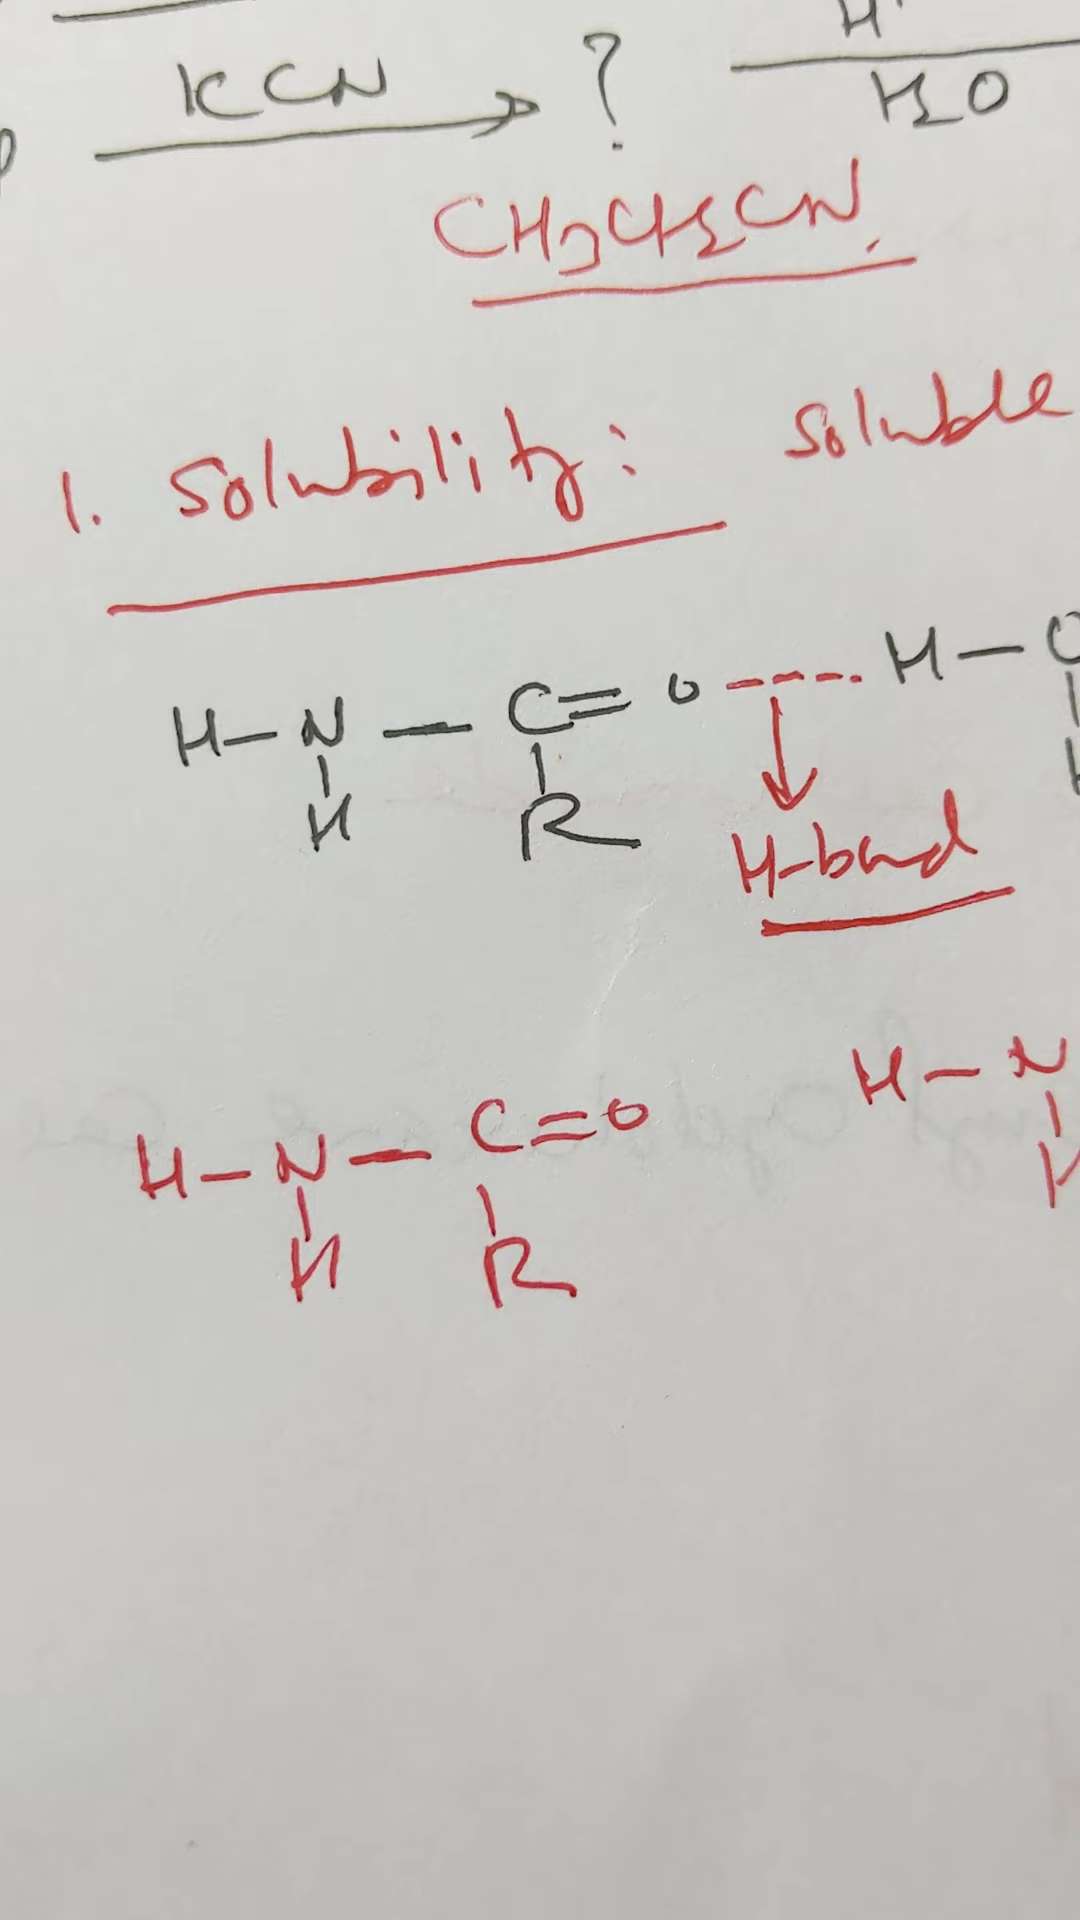 KCN ? H+
H2O
CH3CH2CN
1. Solubility: Soluble
H-N-C=O----H-O
H R H
H-bond
H-N-C=O H-N
H R H